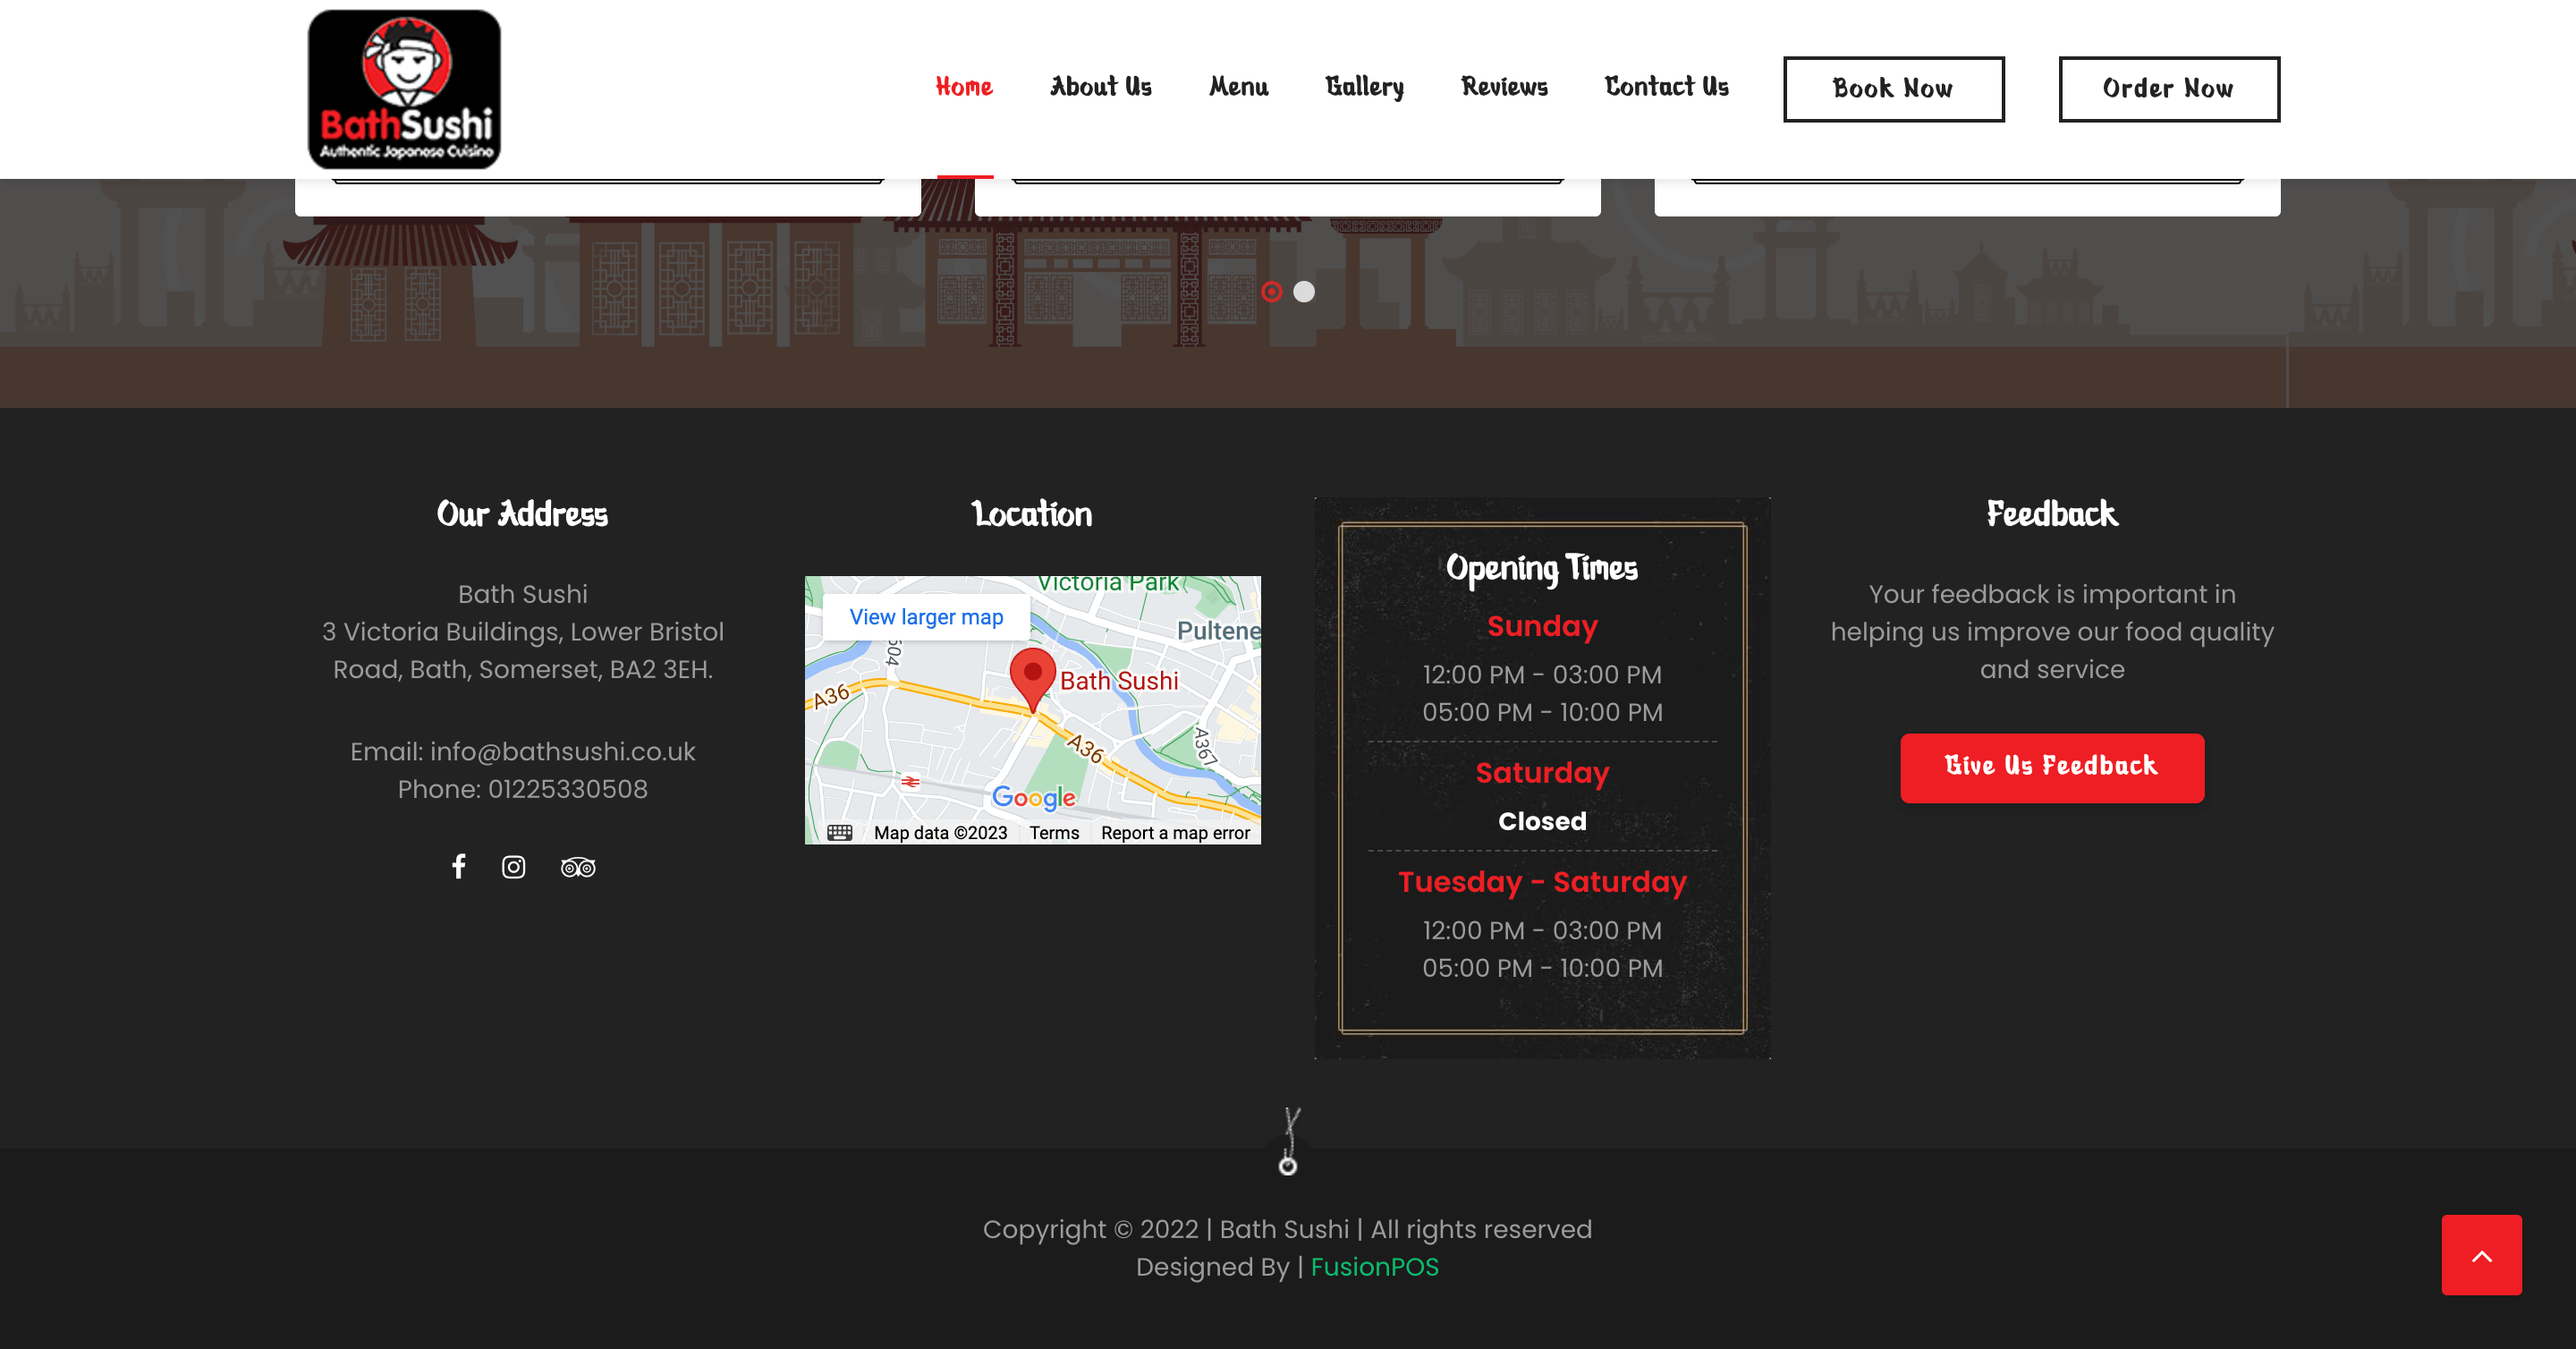 BathSushi
Authentic Japanese Cuisine
Home
About Us
Menu
Gallery
Reviews
Contact Us
Book Now
Order Now
Our Address
Bath Sushi
3 Victoria Buildings, Lower Bristol
Road, Bath, Somerset, BA2 3EH.
Email: info@bathsushi.co.uk
Phone: 01225330508
Location
Victoria Park
View larger map
Pultene
504
A36
Bath Sushi
A36
A367
Google
Map data ©2023
Terms
Report a map error
Opening Times
Sunday
12:00 PM - 03:00 PM
05:00 PM - 10:00 PM
Saturday
Closed
Tuesday - Saturday
12:00 PM - 03:00 PM
05:00 PM - 10:00 PM
Feedback
Your feedback is important in
helping us improve our food quality
and service
Give Us Feedback
Copyright © 2022 | Bath Sushi | All rights reserved
Designed By | FusionPOS